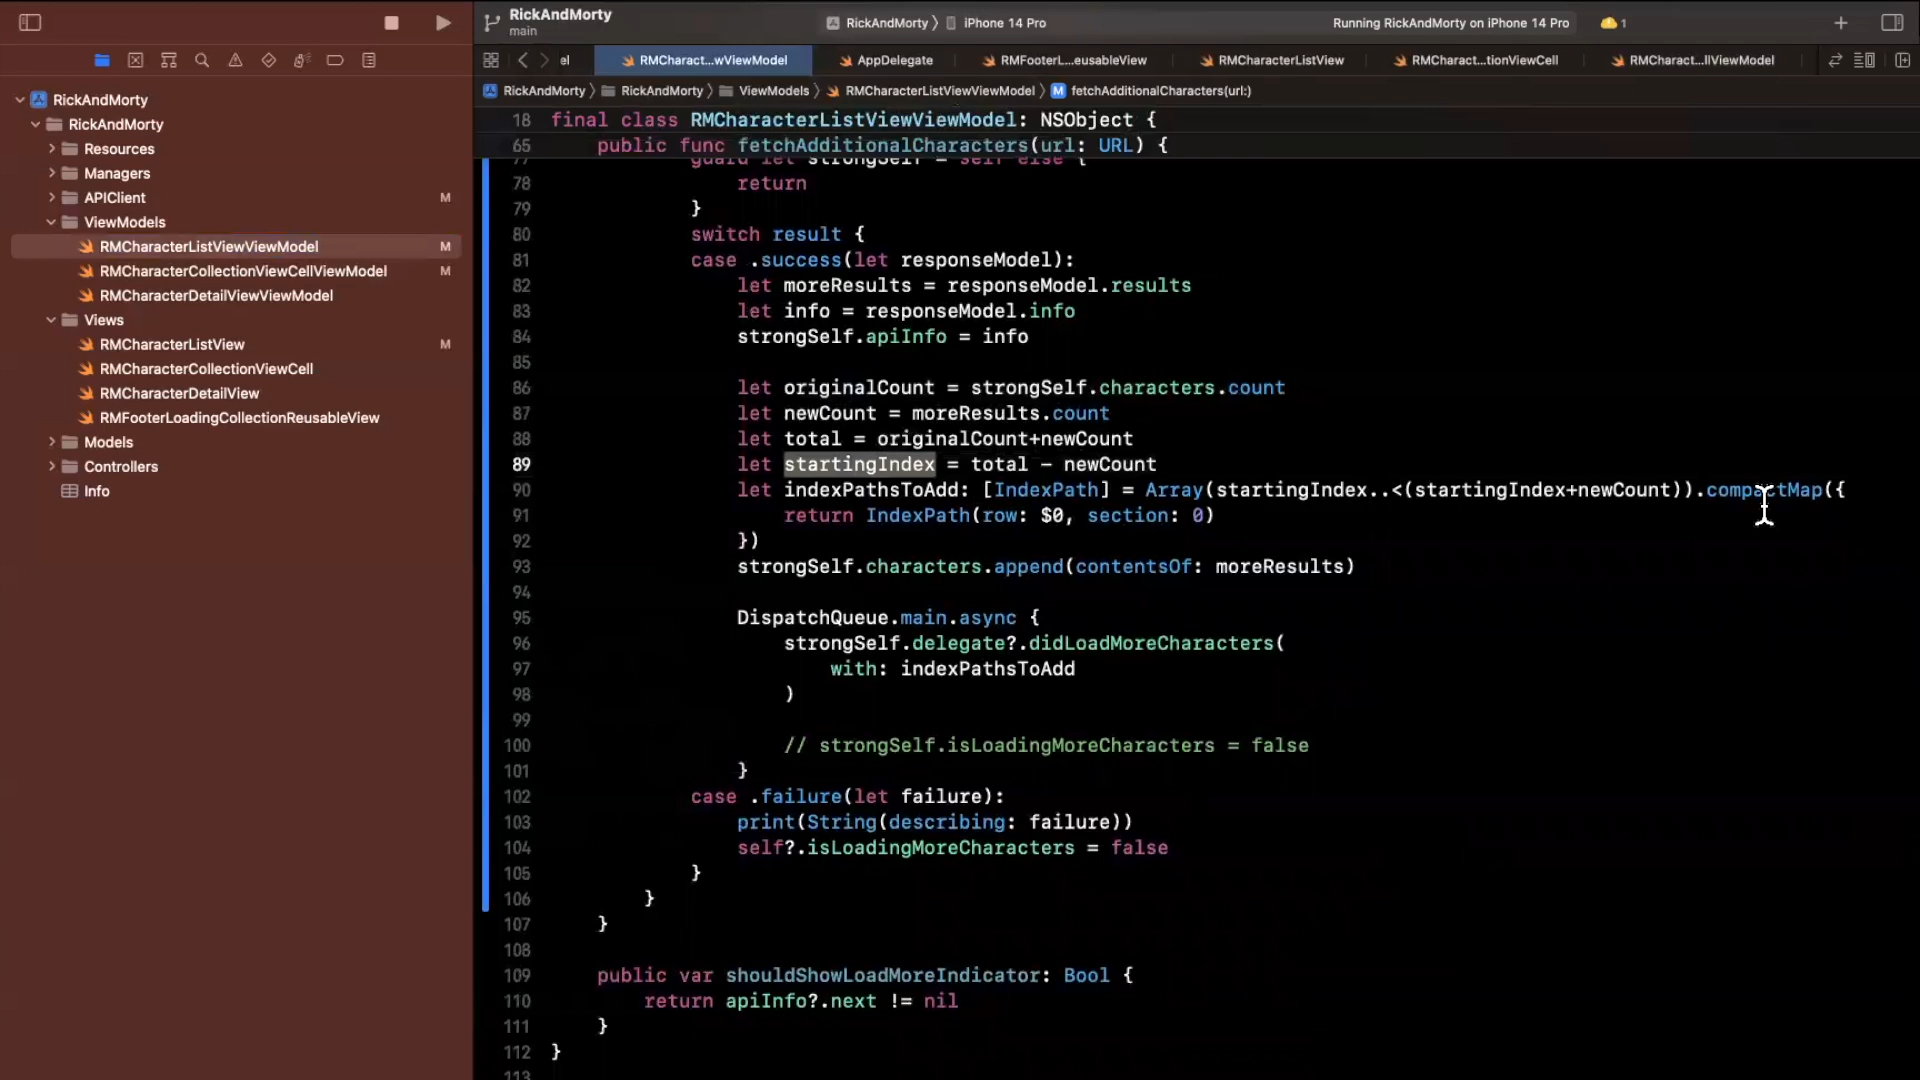 RickAndMorty
main
RickAndMorty
iPhone 14 Pro
Running RickAndMorty on iPhone 14 Pro
1
el
RMCharact...wViewModel
AppDelegate
RMFooterL...eusableView
RMCharacterListView
RMCharact...tionViewCell
RMCharact...llViewModel
RickAndMorty
RickAndMorty
ViewModels
RMCharacterListViewViewModel
M fetchAdditionalCharacters(url:)
RickAndMorty
RickAndMorty
Resources
Managers
APIClient M
ViewModels
RMCharacterListViewViewModel M
RMCharacterCollectionViewCellViewModel M
RMCharacterDetailViewViewModel
Views
RMCharacterListView M
RMCharacterCollectionViewCell
RMCharacterDetailView
RMFooterLoadingCollectionReusableView
Models
Controllers
Info
18 final class RMCharacterListViewViewModel: NSObject {
65 public func fetchAdditionalCharacters(url: URL) {
77 guard let strongSelf = self else {
78 return
79 }
80 switch result {
81 case .success(let responseModel):
82 let moreResults = responseModel.results
83 let info = responseModel.info
84 strongSelf.apiInfo = info
85
86 let originalCount = strongSelf.characters.count
87 let newCount = moreResults.count
88 let total = originalCount+newCount
89 let startingIndex = total - newCount
90 let indexPathsToAdd: [IndexPath] = Array(startingIndex..<(startingIndex+newCount)).compactMap({
91 return IndexPath(row: $0, section: 0)
92 })
93 strongSelf.characters.append(contentsOf: moreResults)
94
95 DispatchQueue.main.async {
96 strongSelf.delegate?.didLoadMoreCharacters(
97 with: indexPathsToAdd
98 )
99
100 // strongSelf.isLoadingMoreCharacters = false
101 }
102 case .failure(let failure):
103 print(String(describing: failure))
104 self?.isLoadingMoreCharacters = false
105 }
106 }
107 }
108
109 public var shouldShowLoadMoreIndicator: Bool {
110 return apiInfo?.next != nil
111 }
112 }
113